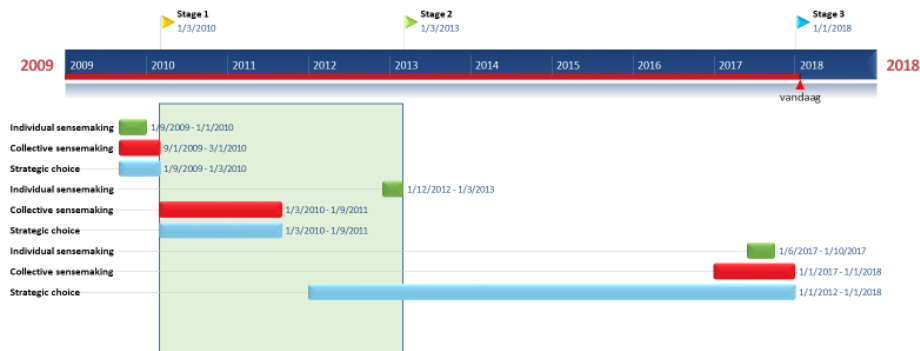 Stage 1
1/3/2010
Stage 2
1/3/2013
Stage 3
1/1/2018
2009
2009 2010 2011 2012 2013 2014 2015 2016 2017 2018
2018
vandaag
Individual sensemaking 1/9/2009 - 1/1/2010
Collective sensemaking 9/1/2009 - 3/1/2010
Strategic choice 1/9/2009 - 1/3/2010
Individual sensemaking 1/12/2012 - 1/3/2013
Collective sensemaking 1/3/2010 - 1/9/2011
Strategic choice 1/3/2010 - 1/9/2011
Individual sensemaking 1/6/2017 - 1/10/2017
Collective sensemaking 1/1/2017 - 1/1/2018
Strategic choice 1/1/2012 - 1/1/2018